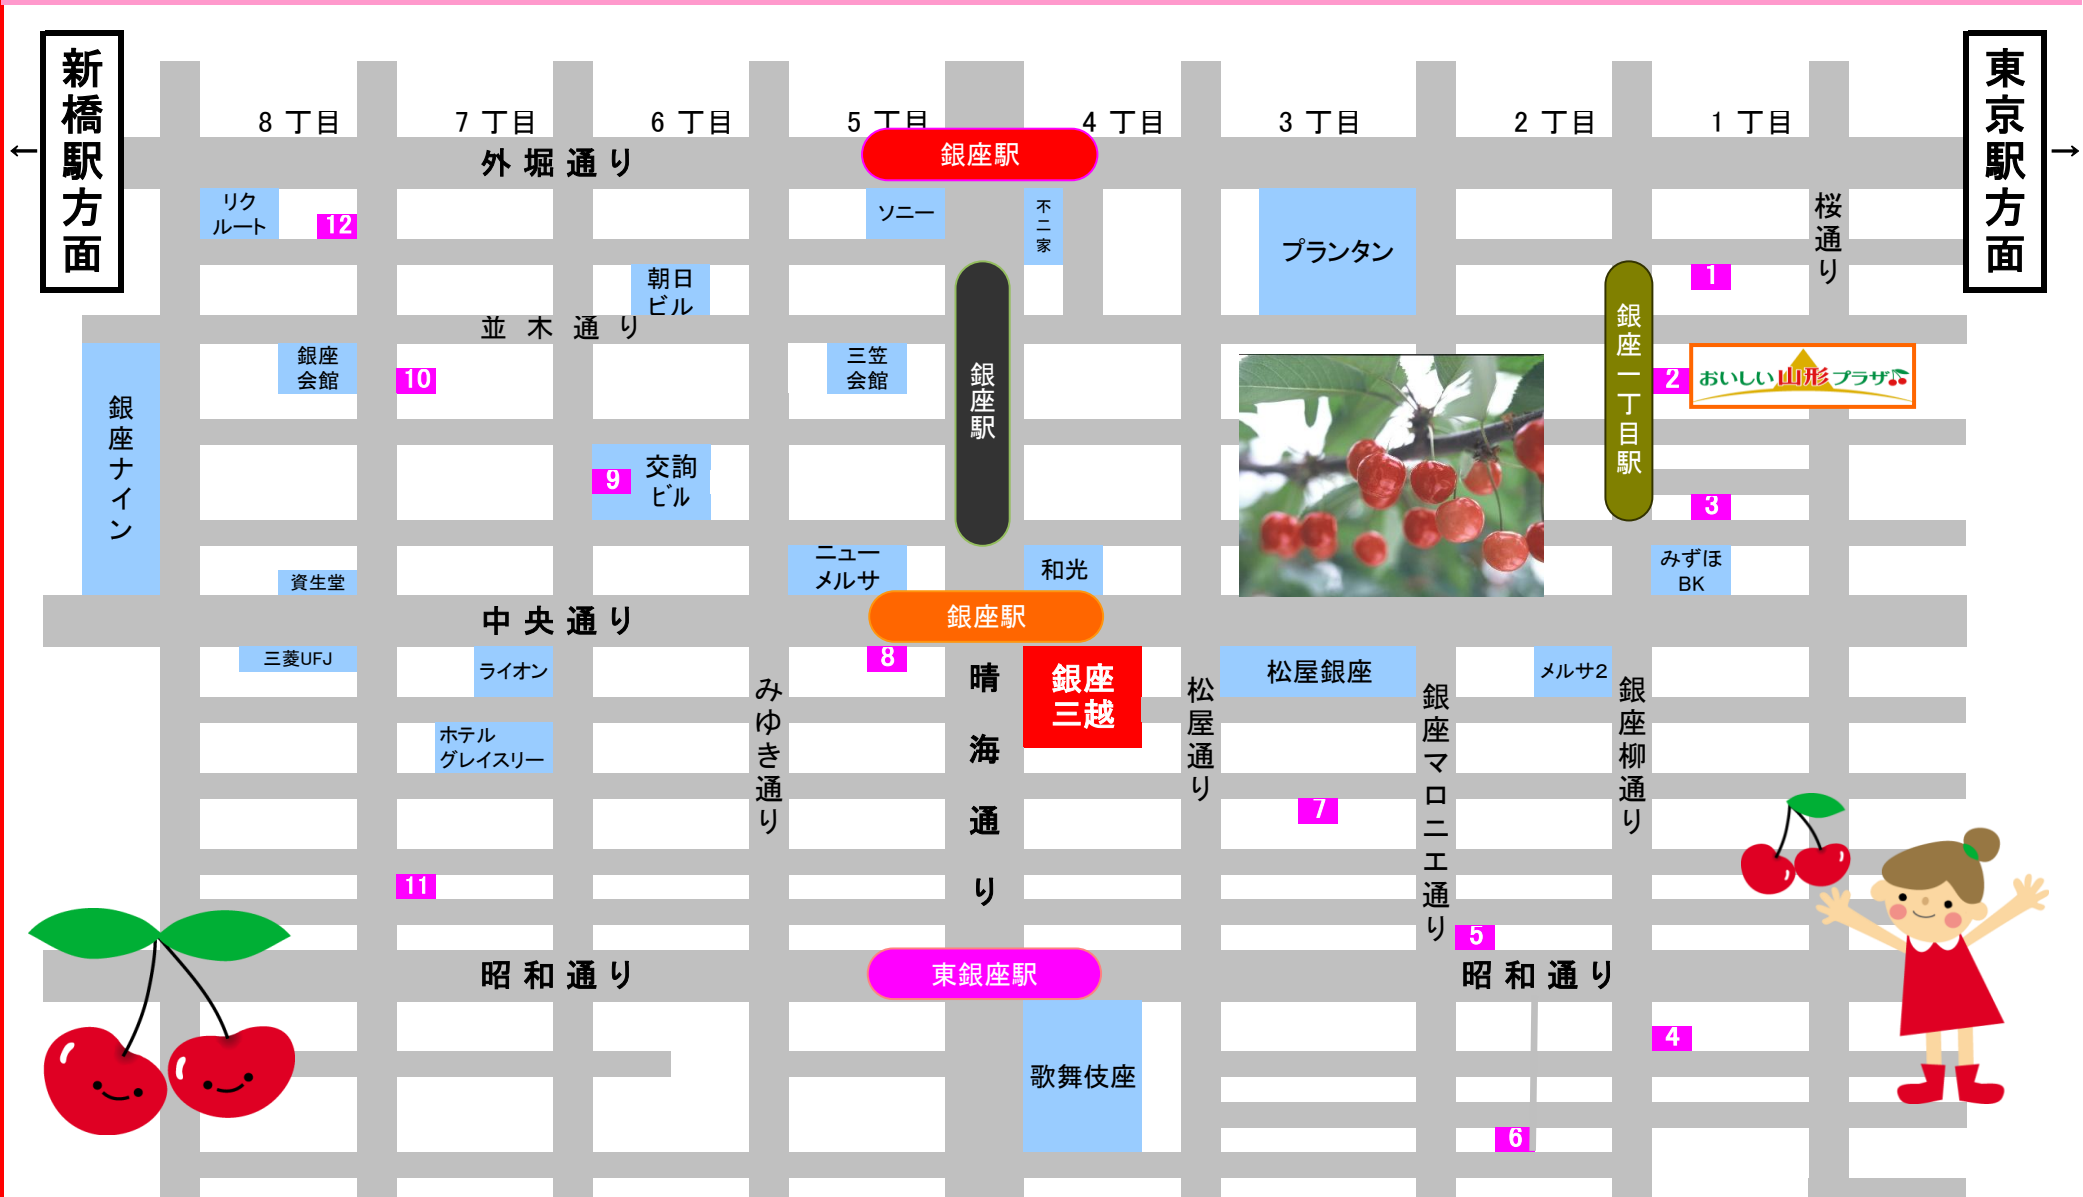 新橋駅方面
←
東京駅方面
→
8 丁目
7 丁目
6 丁目
5 丁目
4 丁目
3 丁目
2 丁目
1 丁目
外 堀 通 り
銀座駅
リク
ルート
12
ソニー
不二家
プランタン
桜通り
朝日
ビル
1
並 木 通 り
銀座一丁目駅
銀座ナイン
銀座
会館
10
三笠
会館
銀座駅
2
おいしい山形プラザ
9
交詢
ビル
3
ニュー
メルサ
和光
みずほ
BK
資生堂
中 央 通 り
銀座駅
三菱UFJ
ライオン
8
晴海通り
銀座
三越
松屋銀座
メルサ2
みゆき通り
松屋通り
銀座マロニエ通り
銀座柳通り
ホテル
グレイスリー
7
11
5
昭 和 通 り
東銀座駅
昭 和 通 り
4
歌舞伎座
6